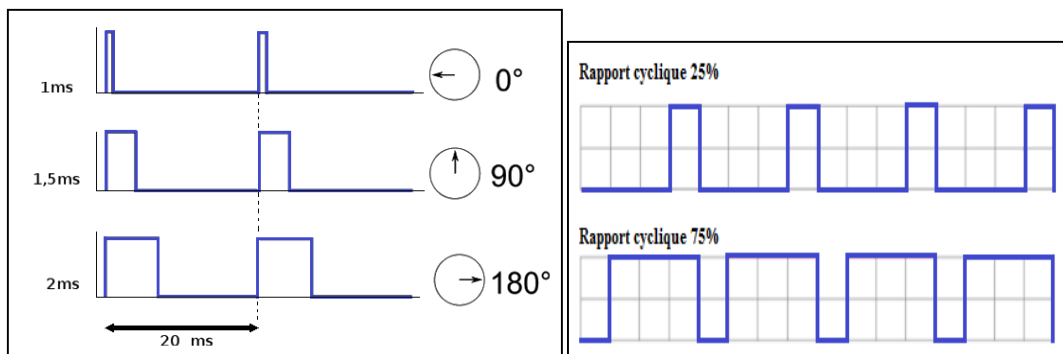 1ms
0°
1,5ms
90°
2ms
180°
20 ms
Rapport cyclique 25%
Rapport cyclique 75%